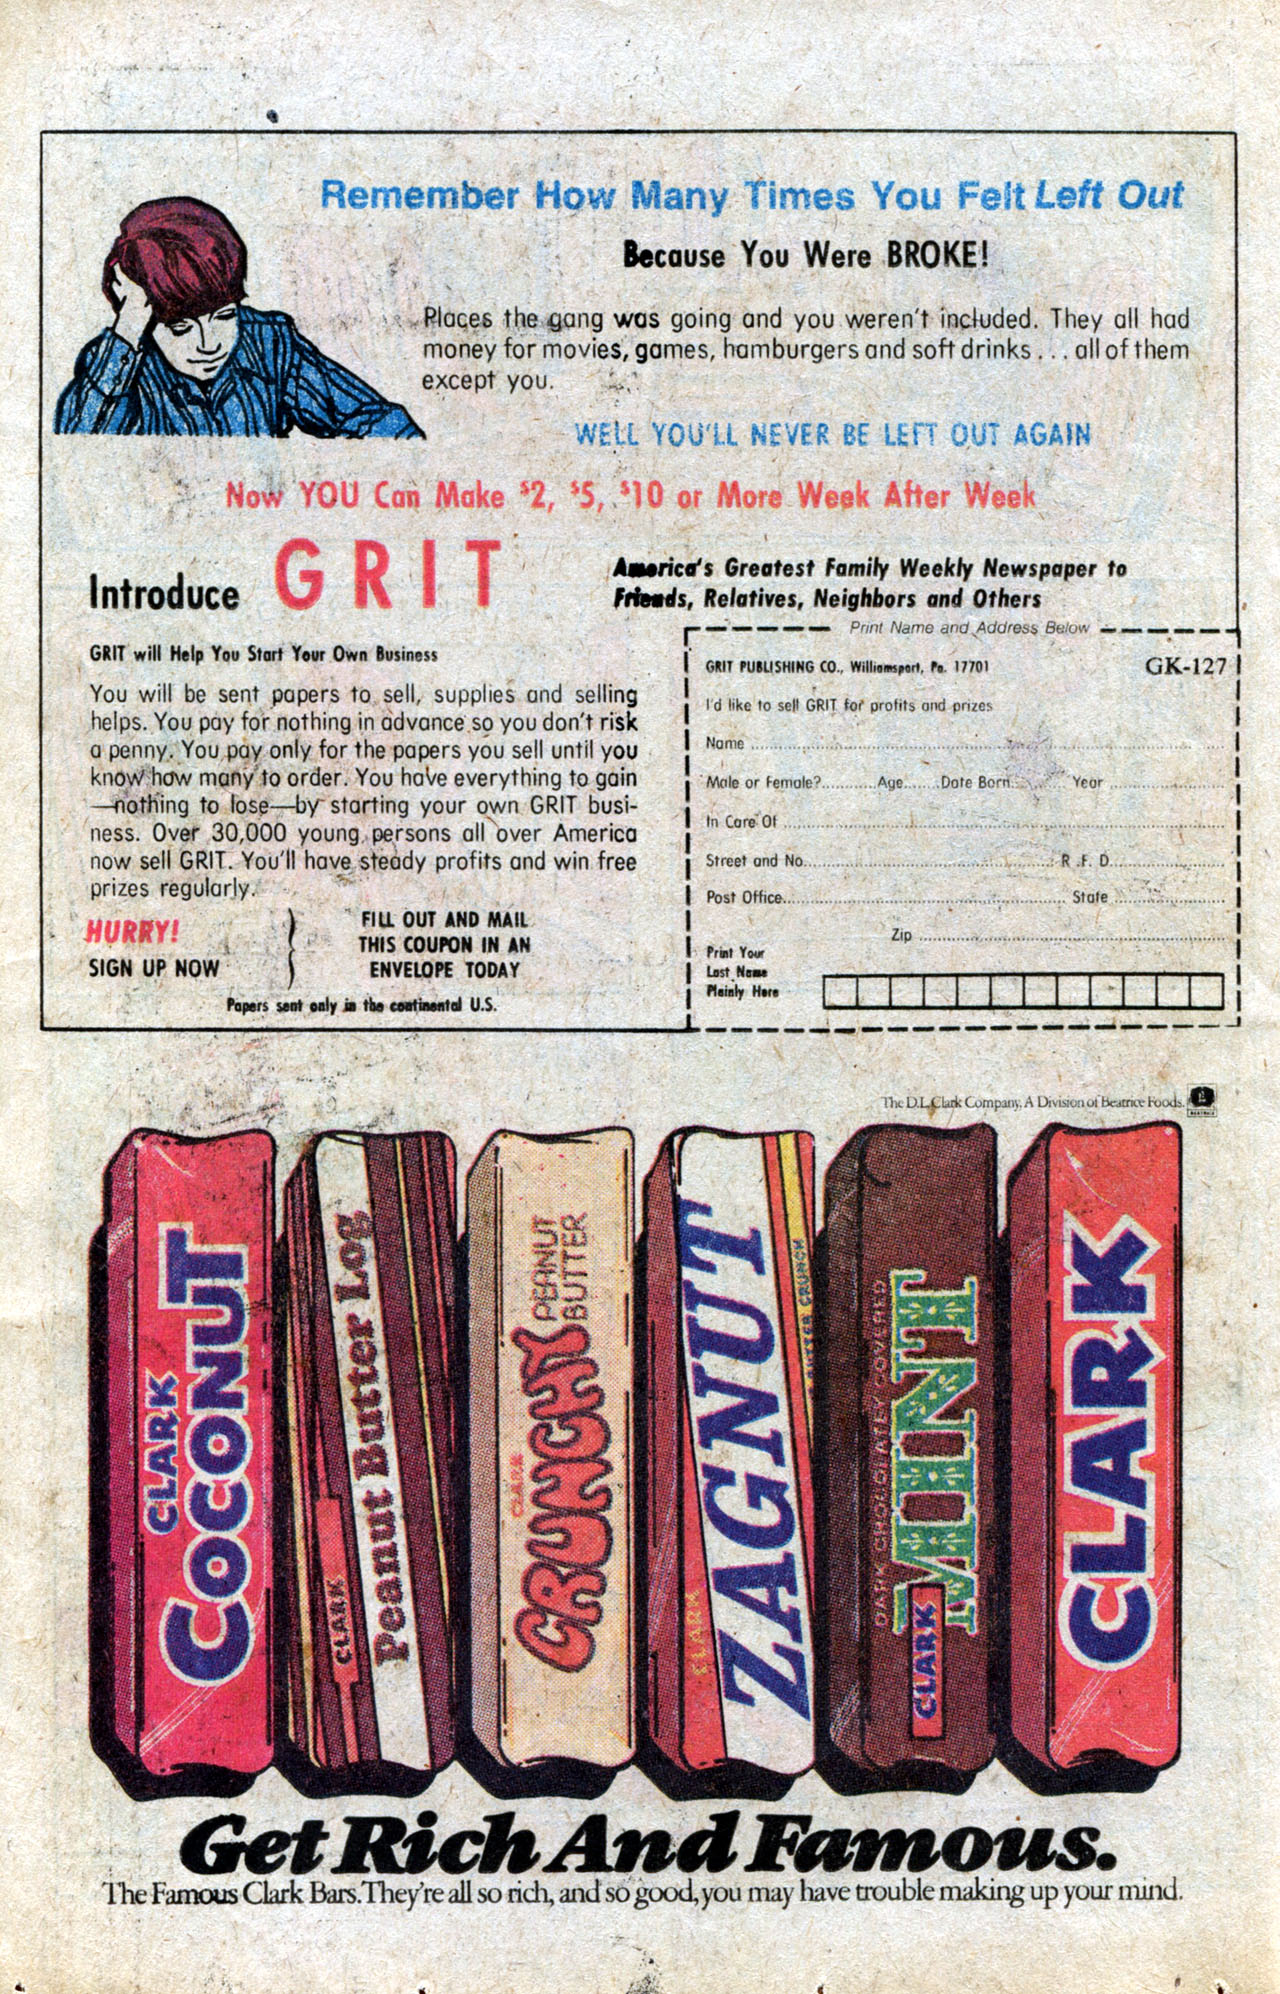 Remember How Many Times You Felt Left Out
Because You Were BROKE!
Places the gang was going and you weren't included. They all had
money for movies, games, hamburgers and soft drinks . . . all of them
except you.
WELL YOU'LL NEVER BE LEFT OUT AGAIN
Now YOU Can Make $2, $5, $10 or More Week After Week
Introduce GRIT
America's Greatest Family Weekly Newspaper to
Friends, Relatives, Neighbors and Others
GRIT will Help You Start Your Own Business
You will be sent papers to sell, supplies and selling
helps. You pay for nothing in advance so you don't risk
a penny. You pay only for the papers you sell until you
know how many to order. You have everything to gain
—nothing to lose—by starting your own GRIT busi-
ness. Over 30,000 young persons all over America
now sell GRIT. You'll have steady profits and win free
prizes regularly.
HURRY!
SIGN UP NOW
FILL OUT AND MAIL
THIS COUPON IN AN
ENVELOPE TODAY
Papers sent only in the continental U.S.
Print Name and Address Below
GRIT PUBLISHING CO., Williamsport, Pa. 17701 GK-127
I'd like to sell GRIT for profits and prizes
Name
Male or Female? Age Date Born Year
In Care Of
Street and No. R. F. D.
Post Office State
Zip
Print Your
Last Name
Plainly Here
The D.L. Clark Company. A Division of Beatrice Foods.
BEATRICE
CLARK
COCONUT
CLARK
Peanut Butter Log
CLARK
CRUNCHY
PEANUT
BUTTER
CLARK
ZAGNUT
BUTTER CRUNCH
DARK CHOCOLATEY COVERED
MINT
CLARK
CLARK
Get Rich And Famous.
The Famous Clark Bars. They're all so rich, and so good, you may have trouble making up your mind.